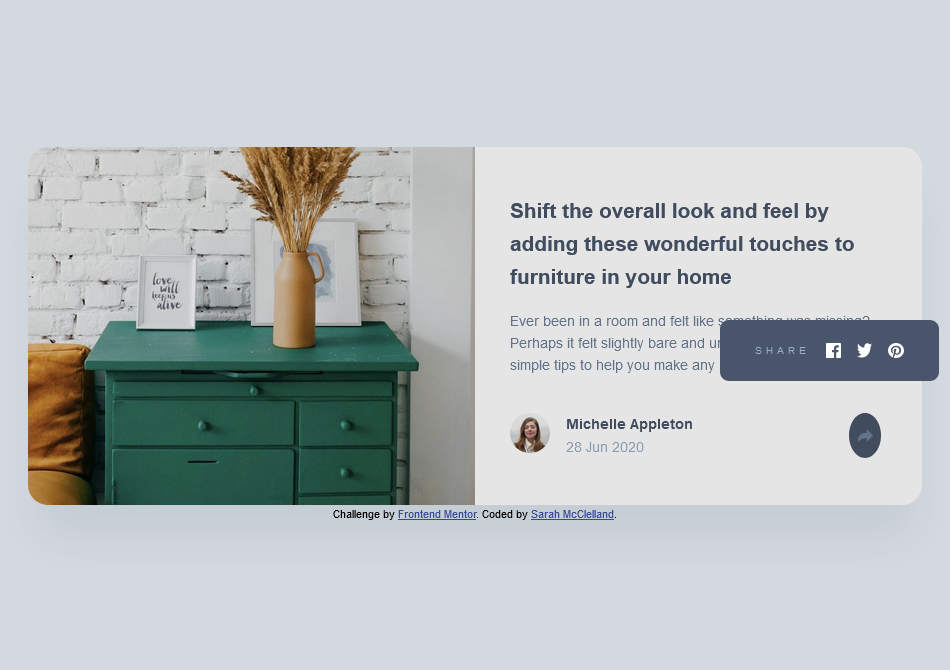 love
will
keep us
alive
Shift the overall look and feel by
adding these wonderful touches to
furniture in your home
Ever been in a room and felt like something was missing?
Perhaps it felt slightly bare and
simple tips to help you make any
SHARE
Michelle Appleton
28 Jun 2020
Challenge by Frontend Mentor. Coded by Sarah McClelland.